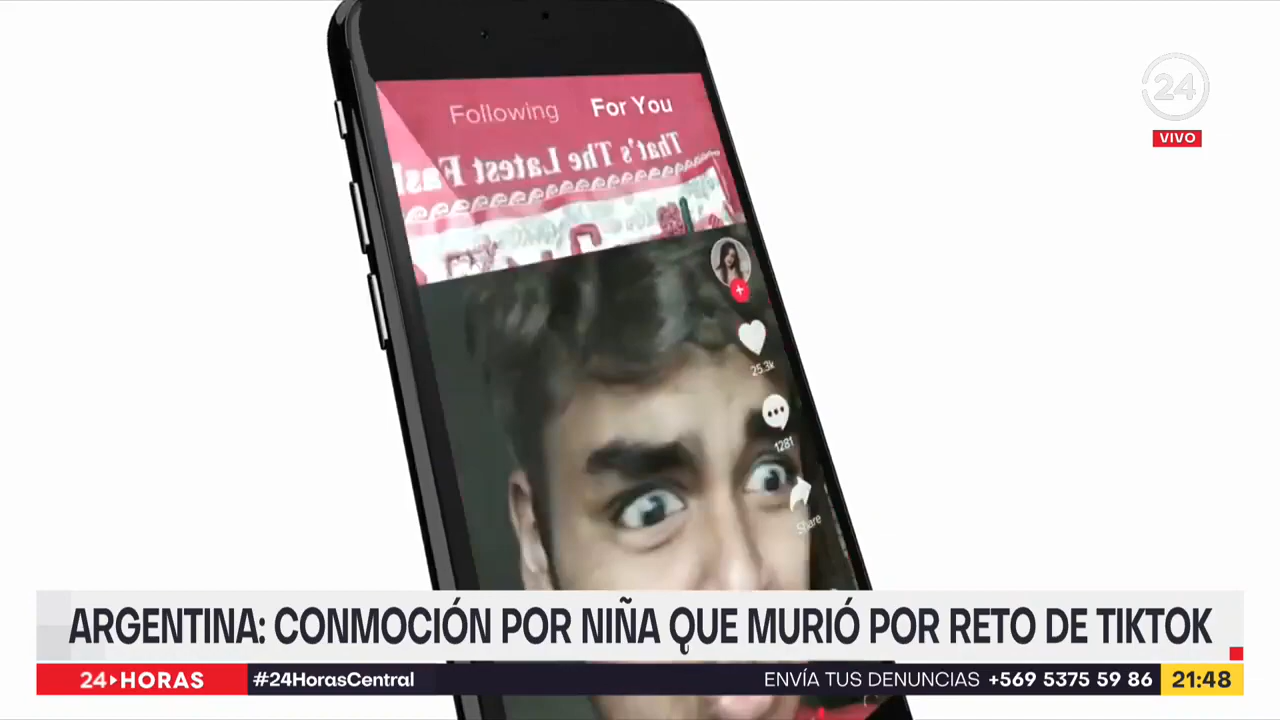 24
VIVO
Following For You
That's The Latest Fas
25.3k
1281
Share
ARGENTINA: CONMOCIÓN POR NIÑA QUE MURIÓ POR RETO DE TIKTOK
24 HORAS #24HorasCentral ENVÍA TUS DENUNCIAS +569 5375 59 86 21:48